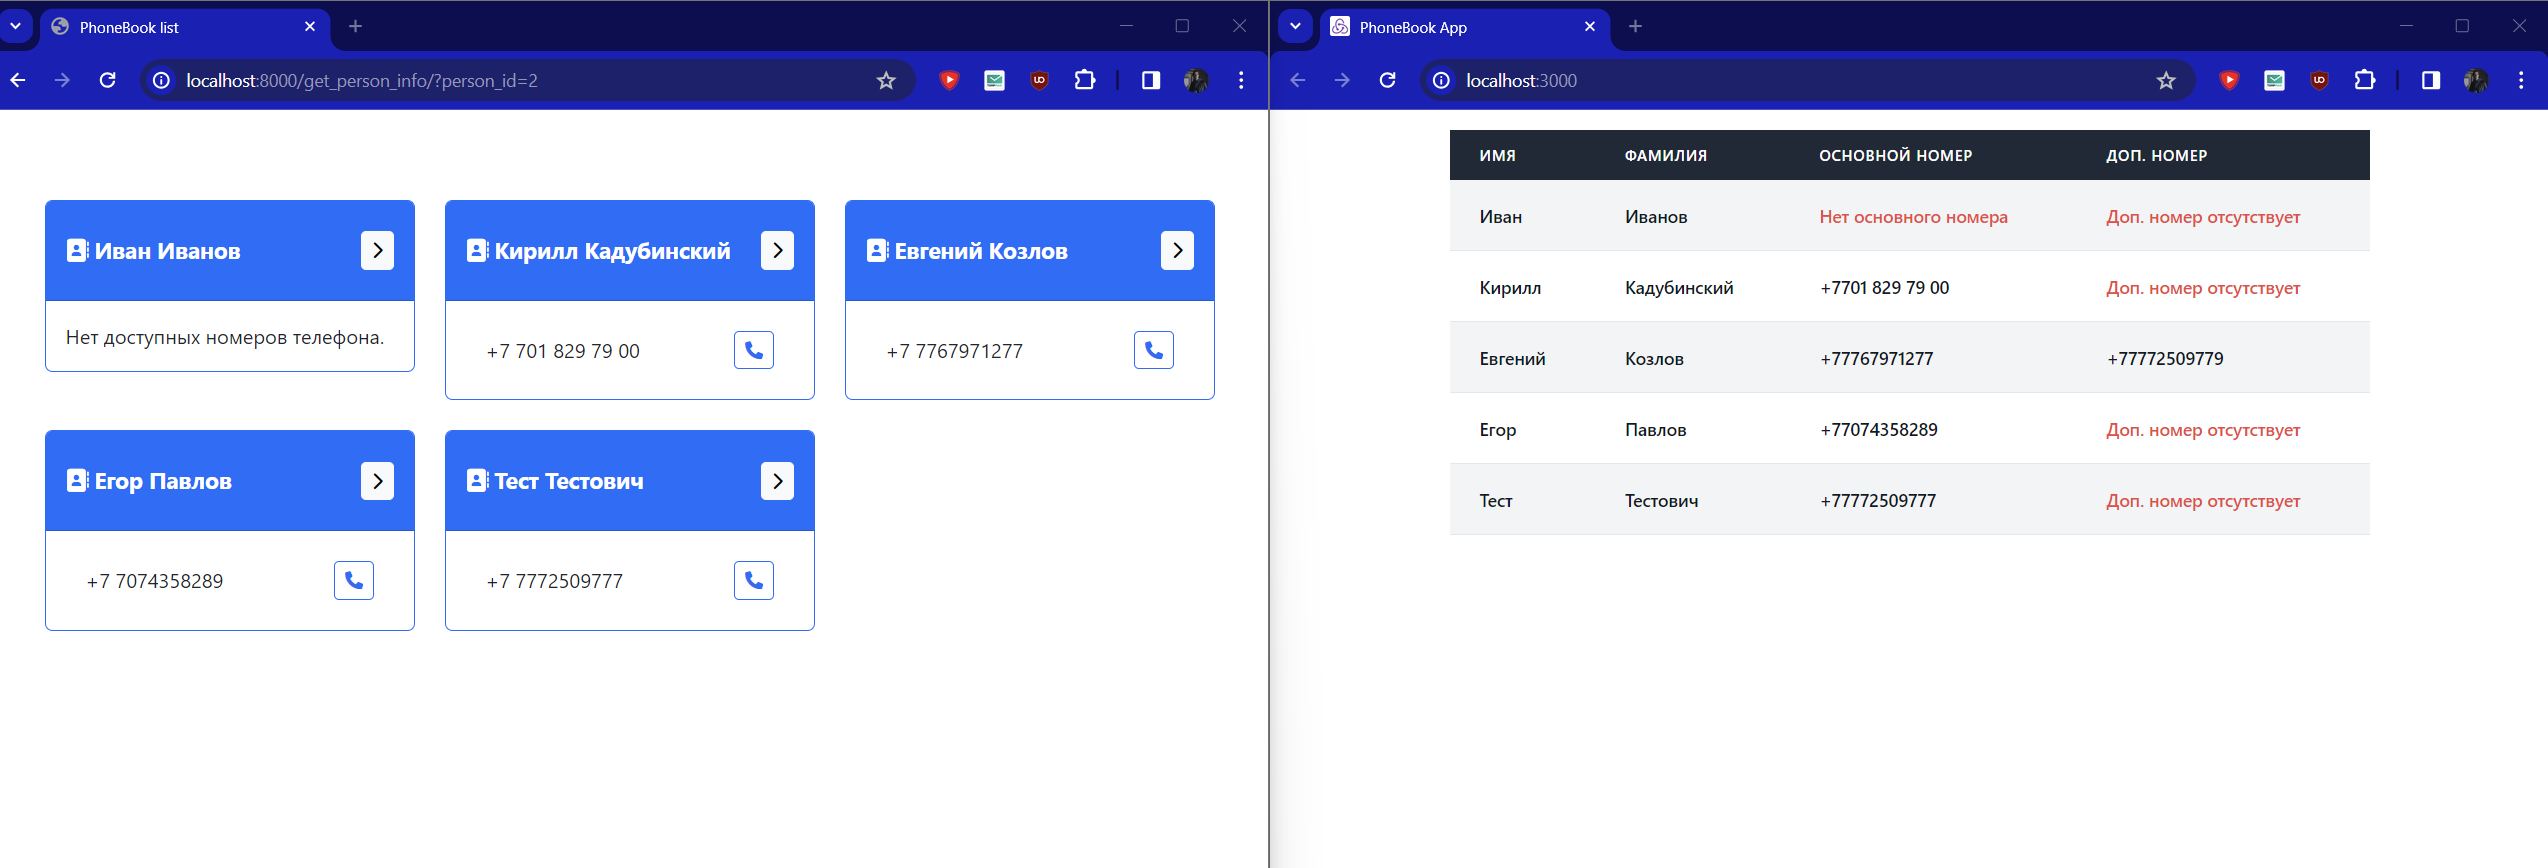 PhoneBook list
localhost:8000/get_person_info/?person_id=2
Иван Иванов
Нет доступных номеров телефона.
Кирилл Кадубинский
+7 701 829 79 00
Евгений Козлов
+7 7767971277
Егор Павлов
+7 7074358289
Тест Тестович
+7 7772509777
PhoneBook App
localhost:3000
ИМЯ ФАМИЛИЯ ОСНОВНОЙ НОМЕР ДОП. НОМЕР
Иван Иванов Нет основного номера Доп. номер отсутствует
Кирилл Кадубинский +7701 829 79 00 Доп. номер отсутствует
Евгений Козлов +77767971277 +77772509779
Егор Павлов +77074358289 Доп. номер отсутствует
Тест Тестович +77772509777 Доп. номер отсутствует